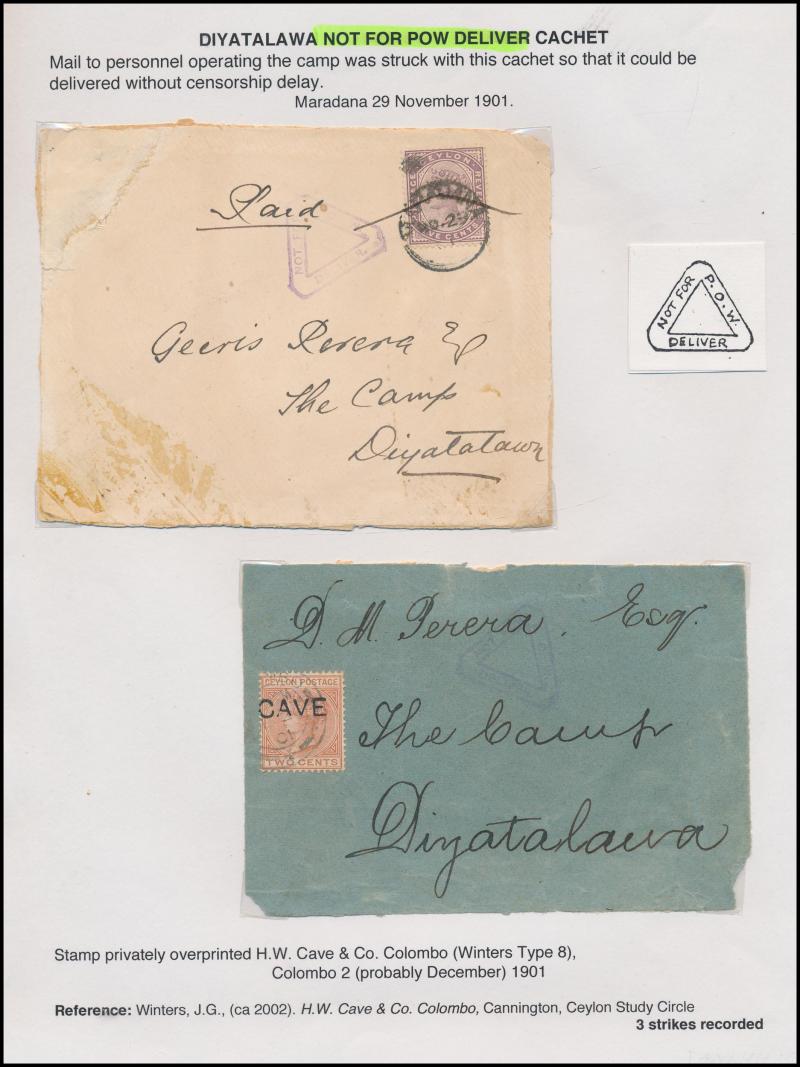 DIYATALAWA NOT FOR POW DELIVER CACHET
Mail to personnel operating the camp was struck with this cachet so that it could be
delivered without censorship delay.
Maradana 29 November 1901.
CEYLON
CENTS
Paid
NOT F
Geeris Perera Esq
The Camp
Diyatalawa
NOT FOR P.O.W.
DELIVER
D. M. Perera, Esq.
CEYLON POSTAGE
CAVE
TWO CENTS
The Camp
Diyatalawa
Stamp privately overprinted H.W. Cave & Co. Colombo (Winters Type 8),
Colombo 2 (probably December) 1901
Reference: Winters, J.G., (ca 2002). H.W. Cave & Co. Colombo, Cannington, Ceylon Study Circle
3 strikes recorded